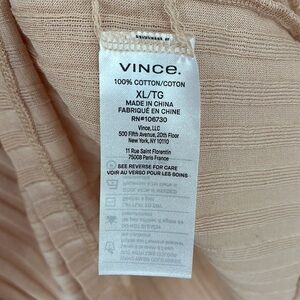 VINCE.
100% COTTON/COTON
XL/TG
MADE IN CHINA
FABRIQUÉ EN CHINE
RN#106730
Vince, LLC
500 Fifth Avenue, 20th Floor
New York, NY 10110
11 Rue Saint Florentin
75008 Paris France
SEE REVERSE FOR CARE
VOIR AU VERSO POUR LES SOINS